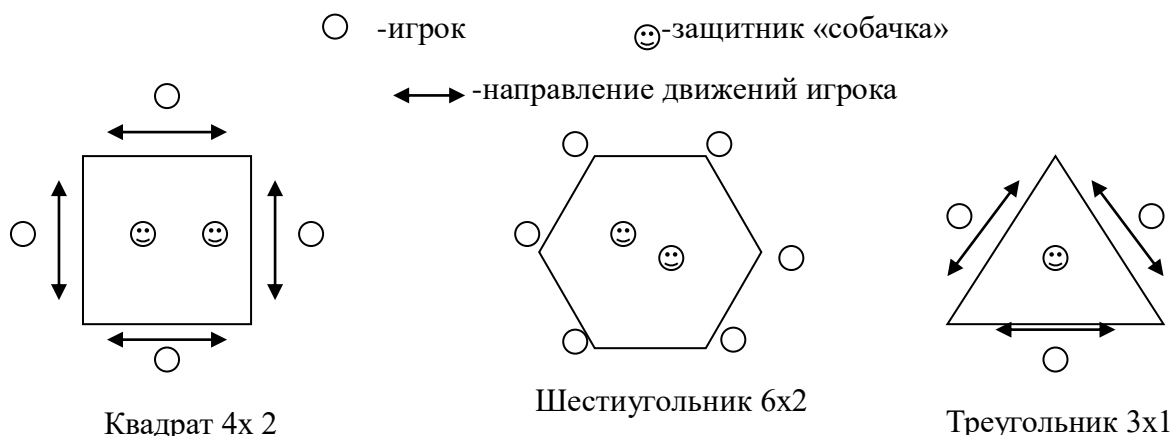 -игрок
-защитник «собачка»
-направление движений игрока
Квадрат 4х 2
Шестиугольник 6х2
Треугольник 3х1